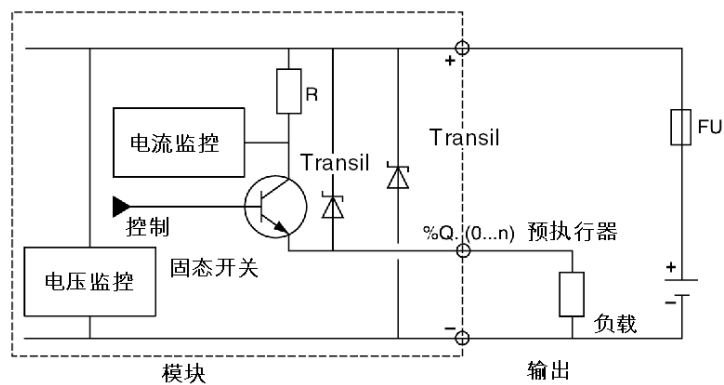 +
R
FU
电流监控
Transil
Transil
控制
%Q. (0...n) 预执行器
固态开关
电压监控
+
−
−
负载
模块
输出